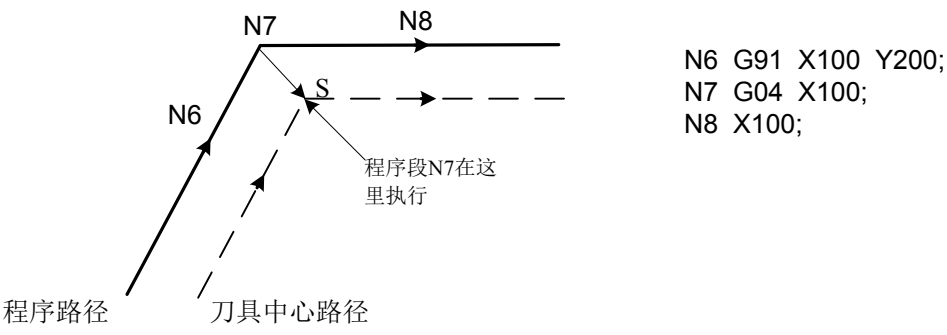 N7
N8
N6 G91 X100 Y200;
N7 G04 X100;
N8 X100;
S
N6
程序段N7在这
里执行
程序路径
刀具中心路径